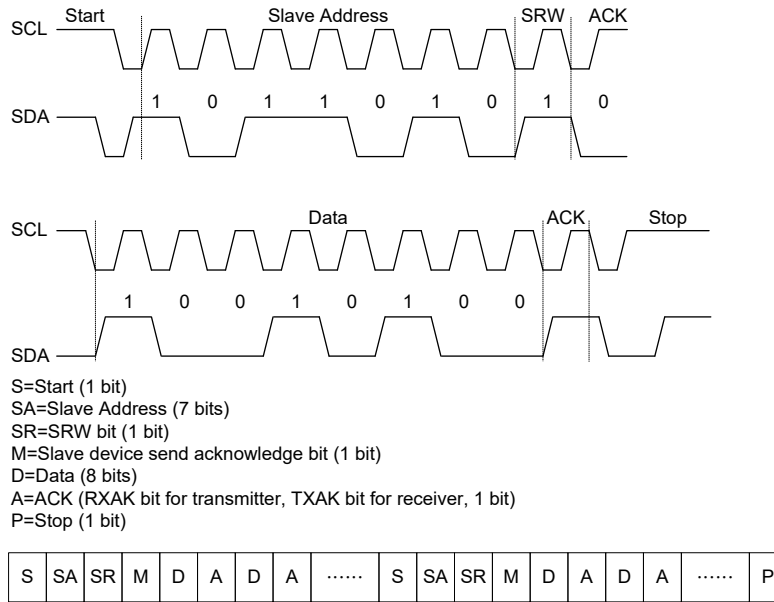 Start Slave Address SRW ACK
SCL
1 0 1 1 0 1 0 1 0
SDA
Data ACK Stop
SCL
1 0 0 1 0 1 0 0
SDA
S=Start (1 bit)
SA=Slave Address (7 bits)
SR=SRW bit (1 bit)
M=Slave device send acknowledge bit (1 bit)
D=Data (8 bits)
A=ACK (RXAK bit for transmitter, TXAK bit for receiver, 1 bit)
P=Stop (1 bit)
S SA SR M D A D A ...... S SA SR M D A D A ...... P